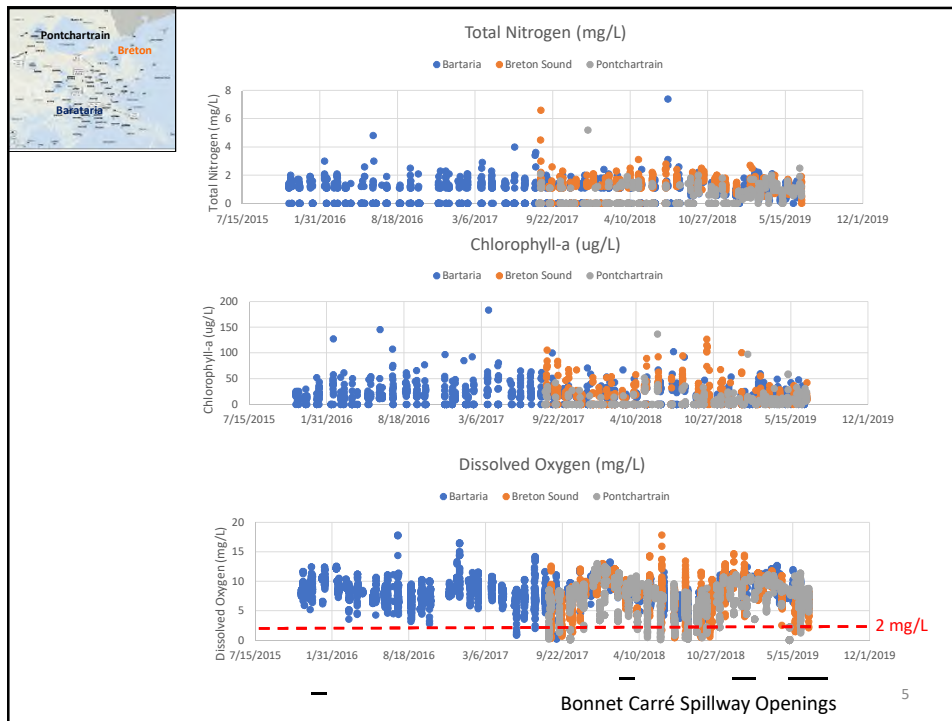 Pontchartrain
Breton
Barataria
Total Nitrogen (mg/L)
Bartaria Breton Sound Pontchartrain
Total Nitrogen (mg/L)
8
6
4
2
0
7/15/2015 1/31/2016 8/18/2016 3/6/2017 9/22/2017 4/10/2018 10/27/2018 5/15/2019 12/1/2019
Chlorophyll-a (ug/L)
Bartaria Breton Sound Pontchartrain
Chlorophyll-a (ug/L)
200
150
100
50
0
7/15/2015 1/31/2016 8/18/2016 3/6/2017 9/22/2017 4/10/2018 10/27/2018 5/15/2019 12/1/2019
Dissolved Oxygen (mg/L)
Bartaria Breton Sound Pontchartrain
Dissolved Oxygen (mg/L)
20
15
10
5
0
2 mg/L
7/15/2015 1/31/2016 8/18/2016 3/6/2017 9/22/2017 4/10/2018 10/27/2018 5/15/2019 12/1/2019
Bonnet Carré Spillway Openings
5